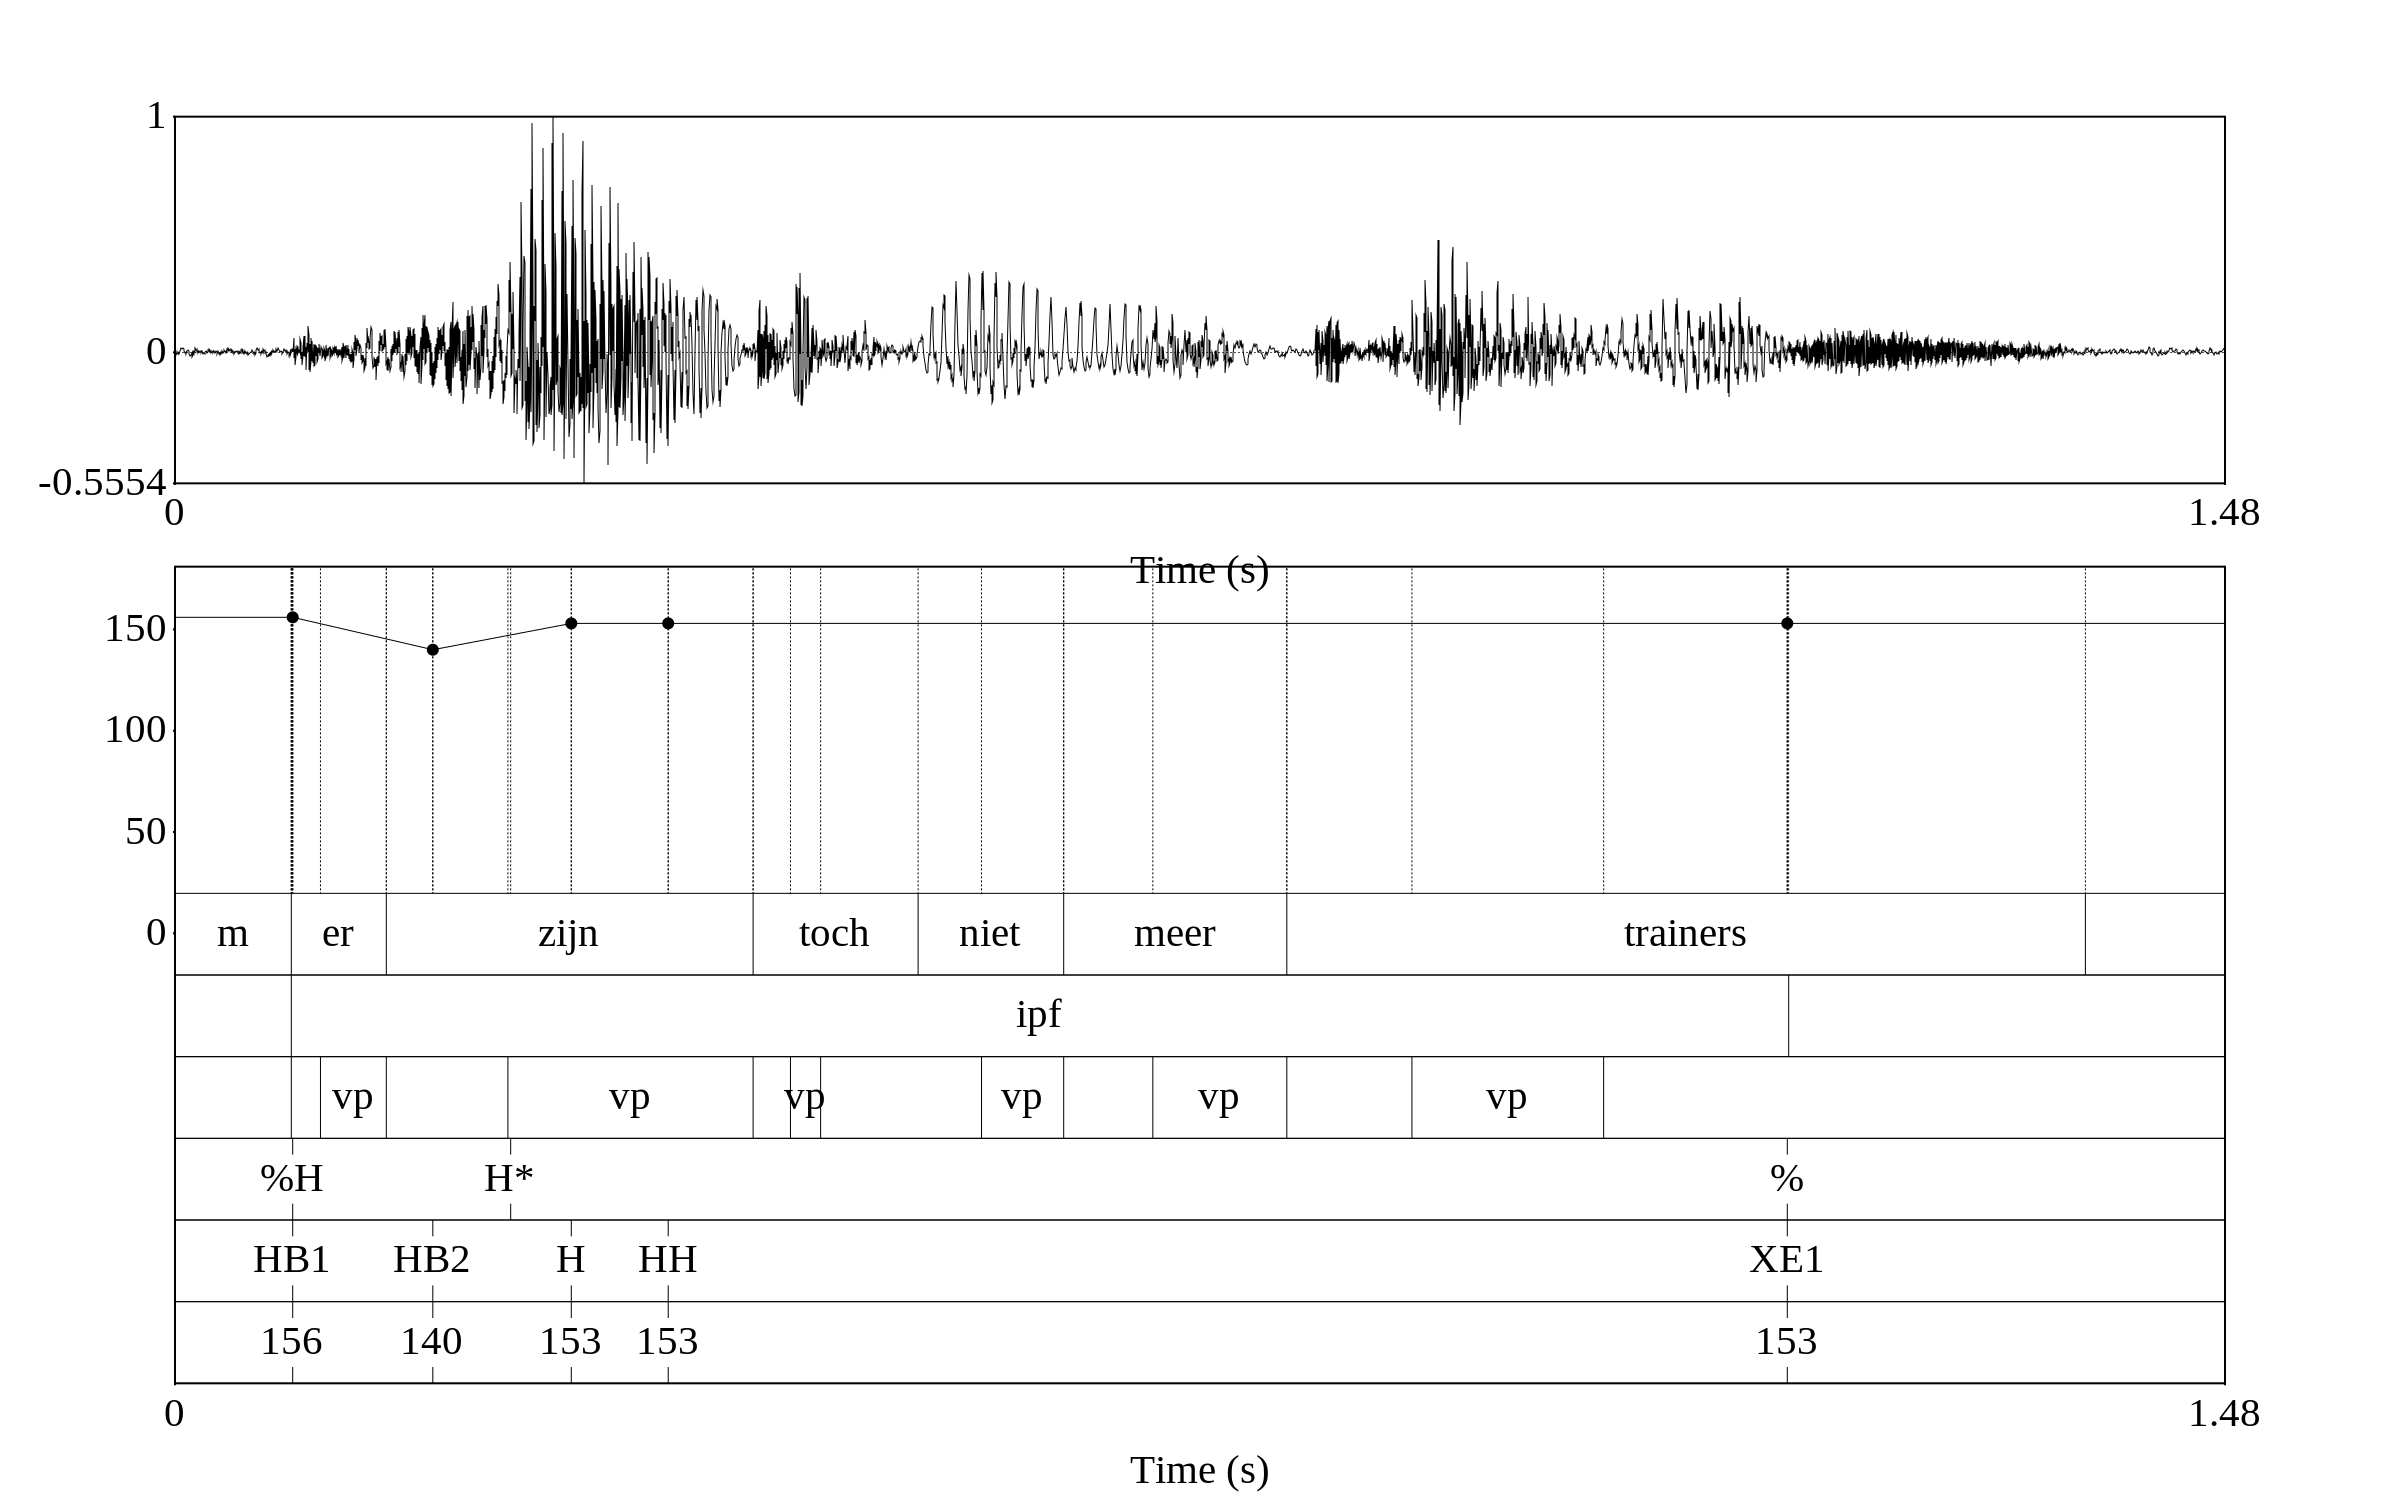 1
0
-0.5554
0 1.48
Time (s)
150
100
50
0
m er zijn toch niet meer trainers
ipf
vp vp vp vp vp vp
%H H* %
HB1 HB2 H HH XE1
156 140 153 153 153
0 1.48
Time (s)